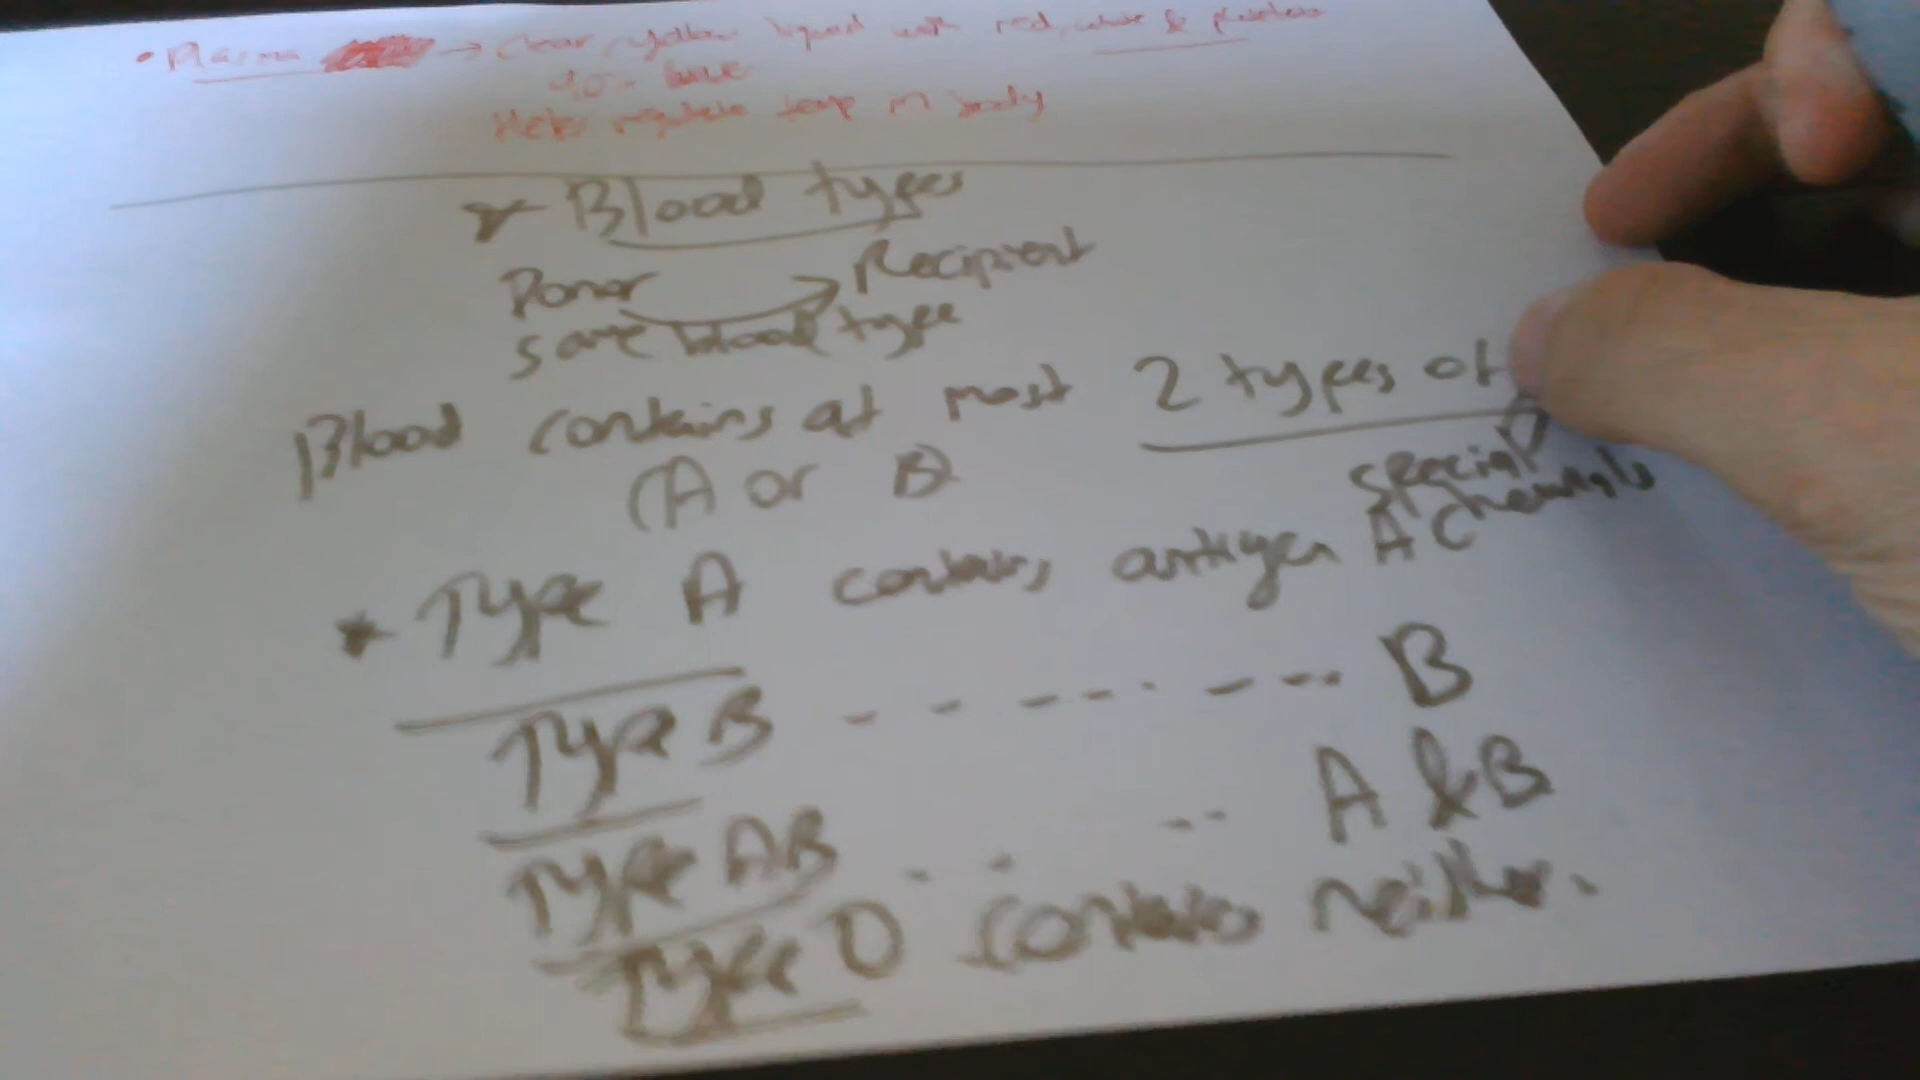 • Plasma → clear, yellow liquid with red, white & platelets
90%
Helps regulate temp in body
* Blood types
Donor → Recipient
same blood type
Blood contains at most 2 types of
(A or B)
special chemicals
* Type A contains antigen A
Type B - - - - - - - - B
Type AB - - - - A & B
Type O contains neither.